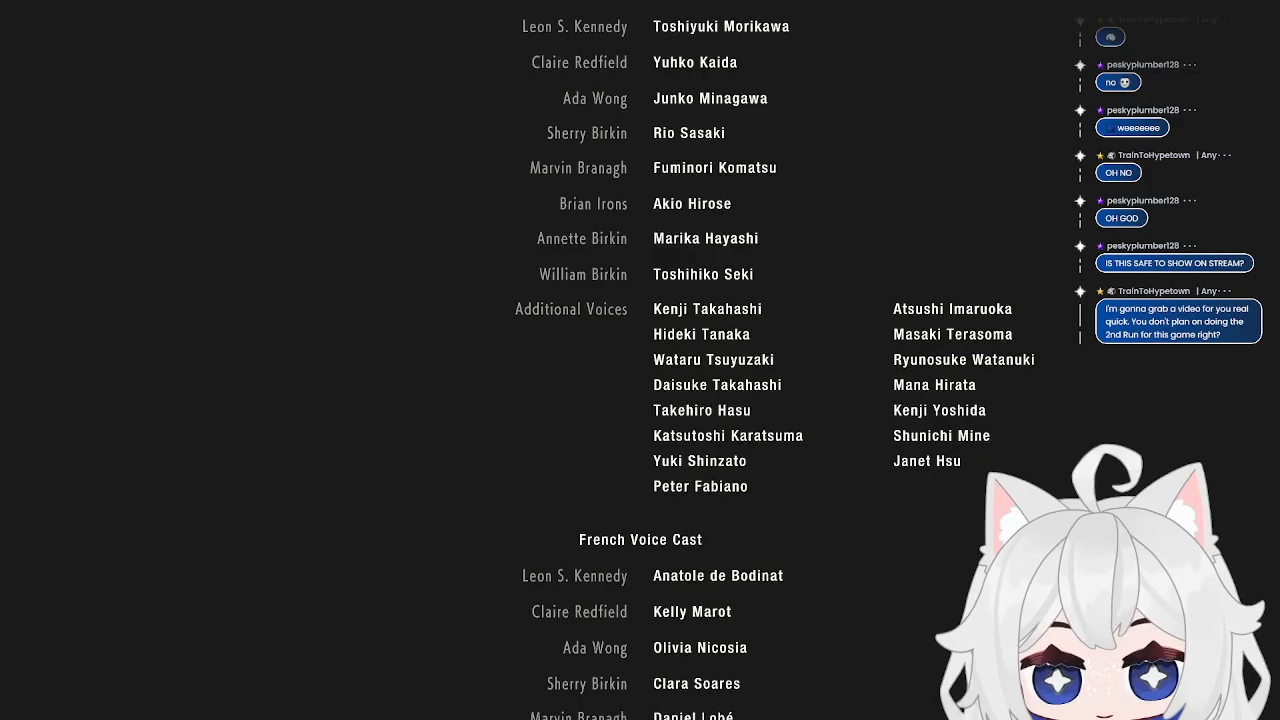 Leon S. Kennedy Toshiyuki Morikawa
Claire Redfield Yuhko Kaida
Ada Wong Junko Minagawa
Sherry Birkin Rio Sasaki
Marvin Branagh Fuminori Komatsu
Brian Irons Akio Hirose
Annette Birkin Marika Hayashi
William Birkin Toshihiko Seki
Additional Voices Kenji Takahashi Atsushi Imaruoka
Hideki Tanaka Masaki Terasoma
Wataru Tsuyuzaki Ryunosuke Watanuki
Daisuke Takahashi Mana Hirata
Takehiro Hasu Kenji Yoshida
Katsutoshi Karatsuma Shunichi Mine
Yuki Shinzato Janet Hsu
Peter Fabiano
French Voice Cast
Leon S. Kennedy Anatole de Bodinat
Claire Redfield Kelly Marot
Ada Wong Olivia Nicosia
Sherry Birkin Clara Soares
Marvin Branagh Daniel Lobé
TrainToHypetown | Any···
peskyplumber128 ···
no
peskyplumber128 ···
weeeeeee
TrainToHypetown | Any···
OH NO
peskyplumber128 ···
OH GOD
peskyplumber128 ···
IS THIS SAFE TO SHOW ON STREAM?
TrainToHypetown | Any···
I'm gonna grab a video for you real
quick. You don't plan on doing the
2nd Run for this game right?